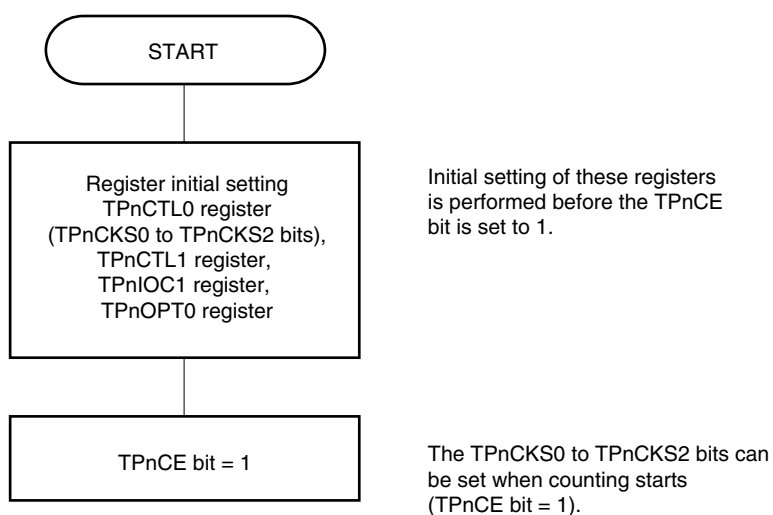 START
Register initial setting
TPnCTL0 register
(TPnCKS0 to TPnCKS2 bits),
TPnCTL1 register,
TPnIOC1 register,
TPnOPT0 register
Initial setting of these registers
is performed before the TPnCE
bit is set to 1.
TPnCE bit = 1
The TPnCKS0 to TPnCKS2 bits can
be set when counting starts
(TPnCE bit = 1).